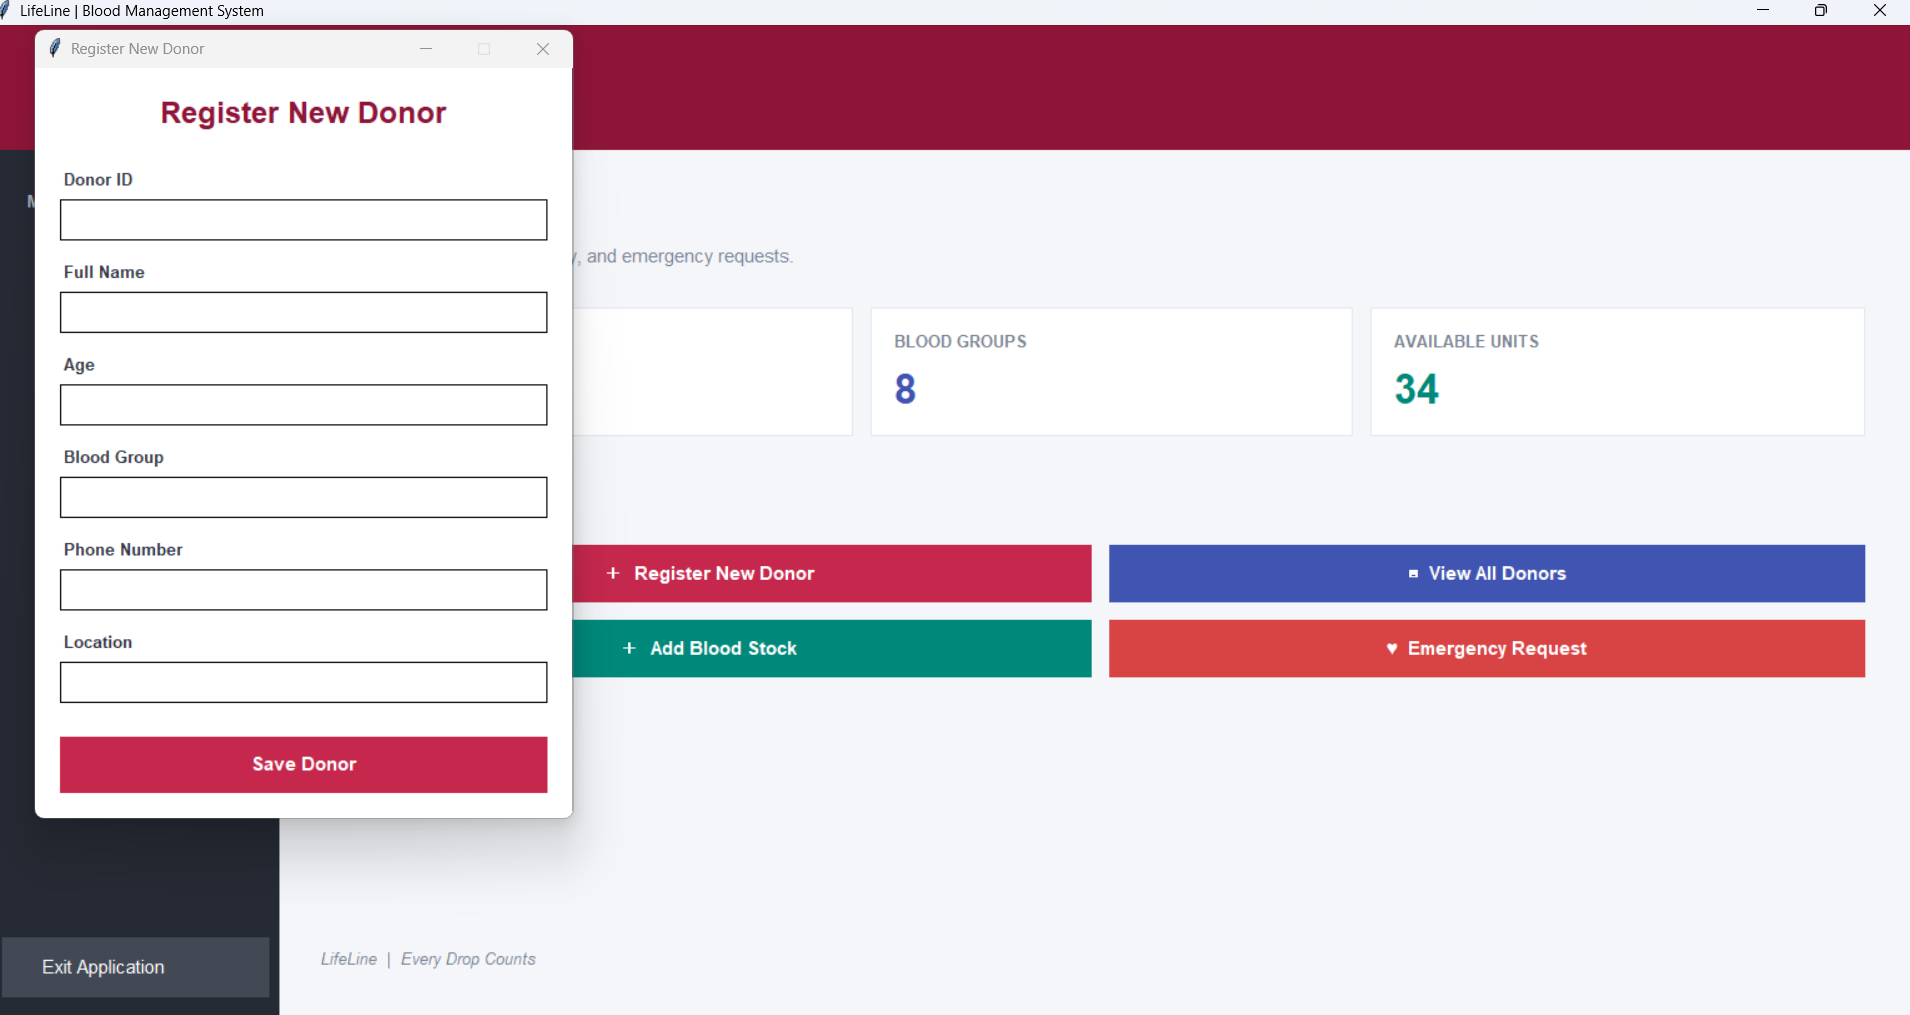 LifeLine | Blood Management System
Register New Donor
Register New Donor
Donor ID
Full Name
Age
Blood Group
Phone Number
Location
Save Donor
, and emergency requests.
BLOOD GROUPS
8
AVAILABLE UNITS
34
+ Register New Donor
View All Donors
+ Add Blood Stock
♥ Emergency Request
Exit Application
LifeLine | Every Drop Counts